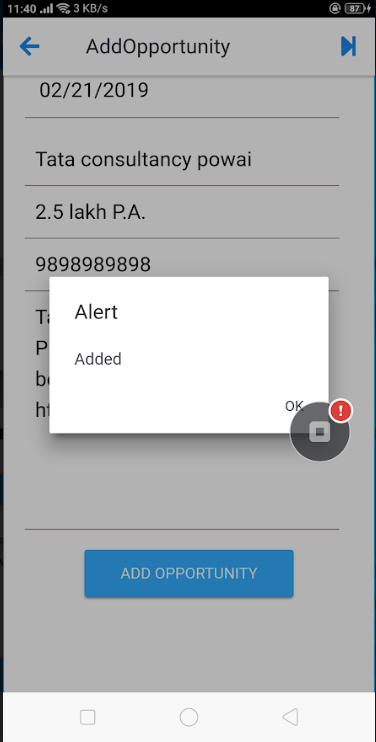 11:40 3 KB/s 87
AddOpportunity
02/21/2019
Tata consultancy powai
2.5 lakh P.A.
9898989898
Alert
Added
OK
!
ADD OPPORTUNITY